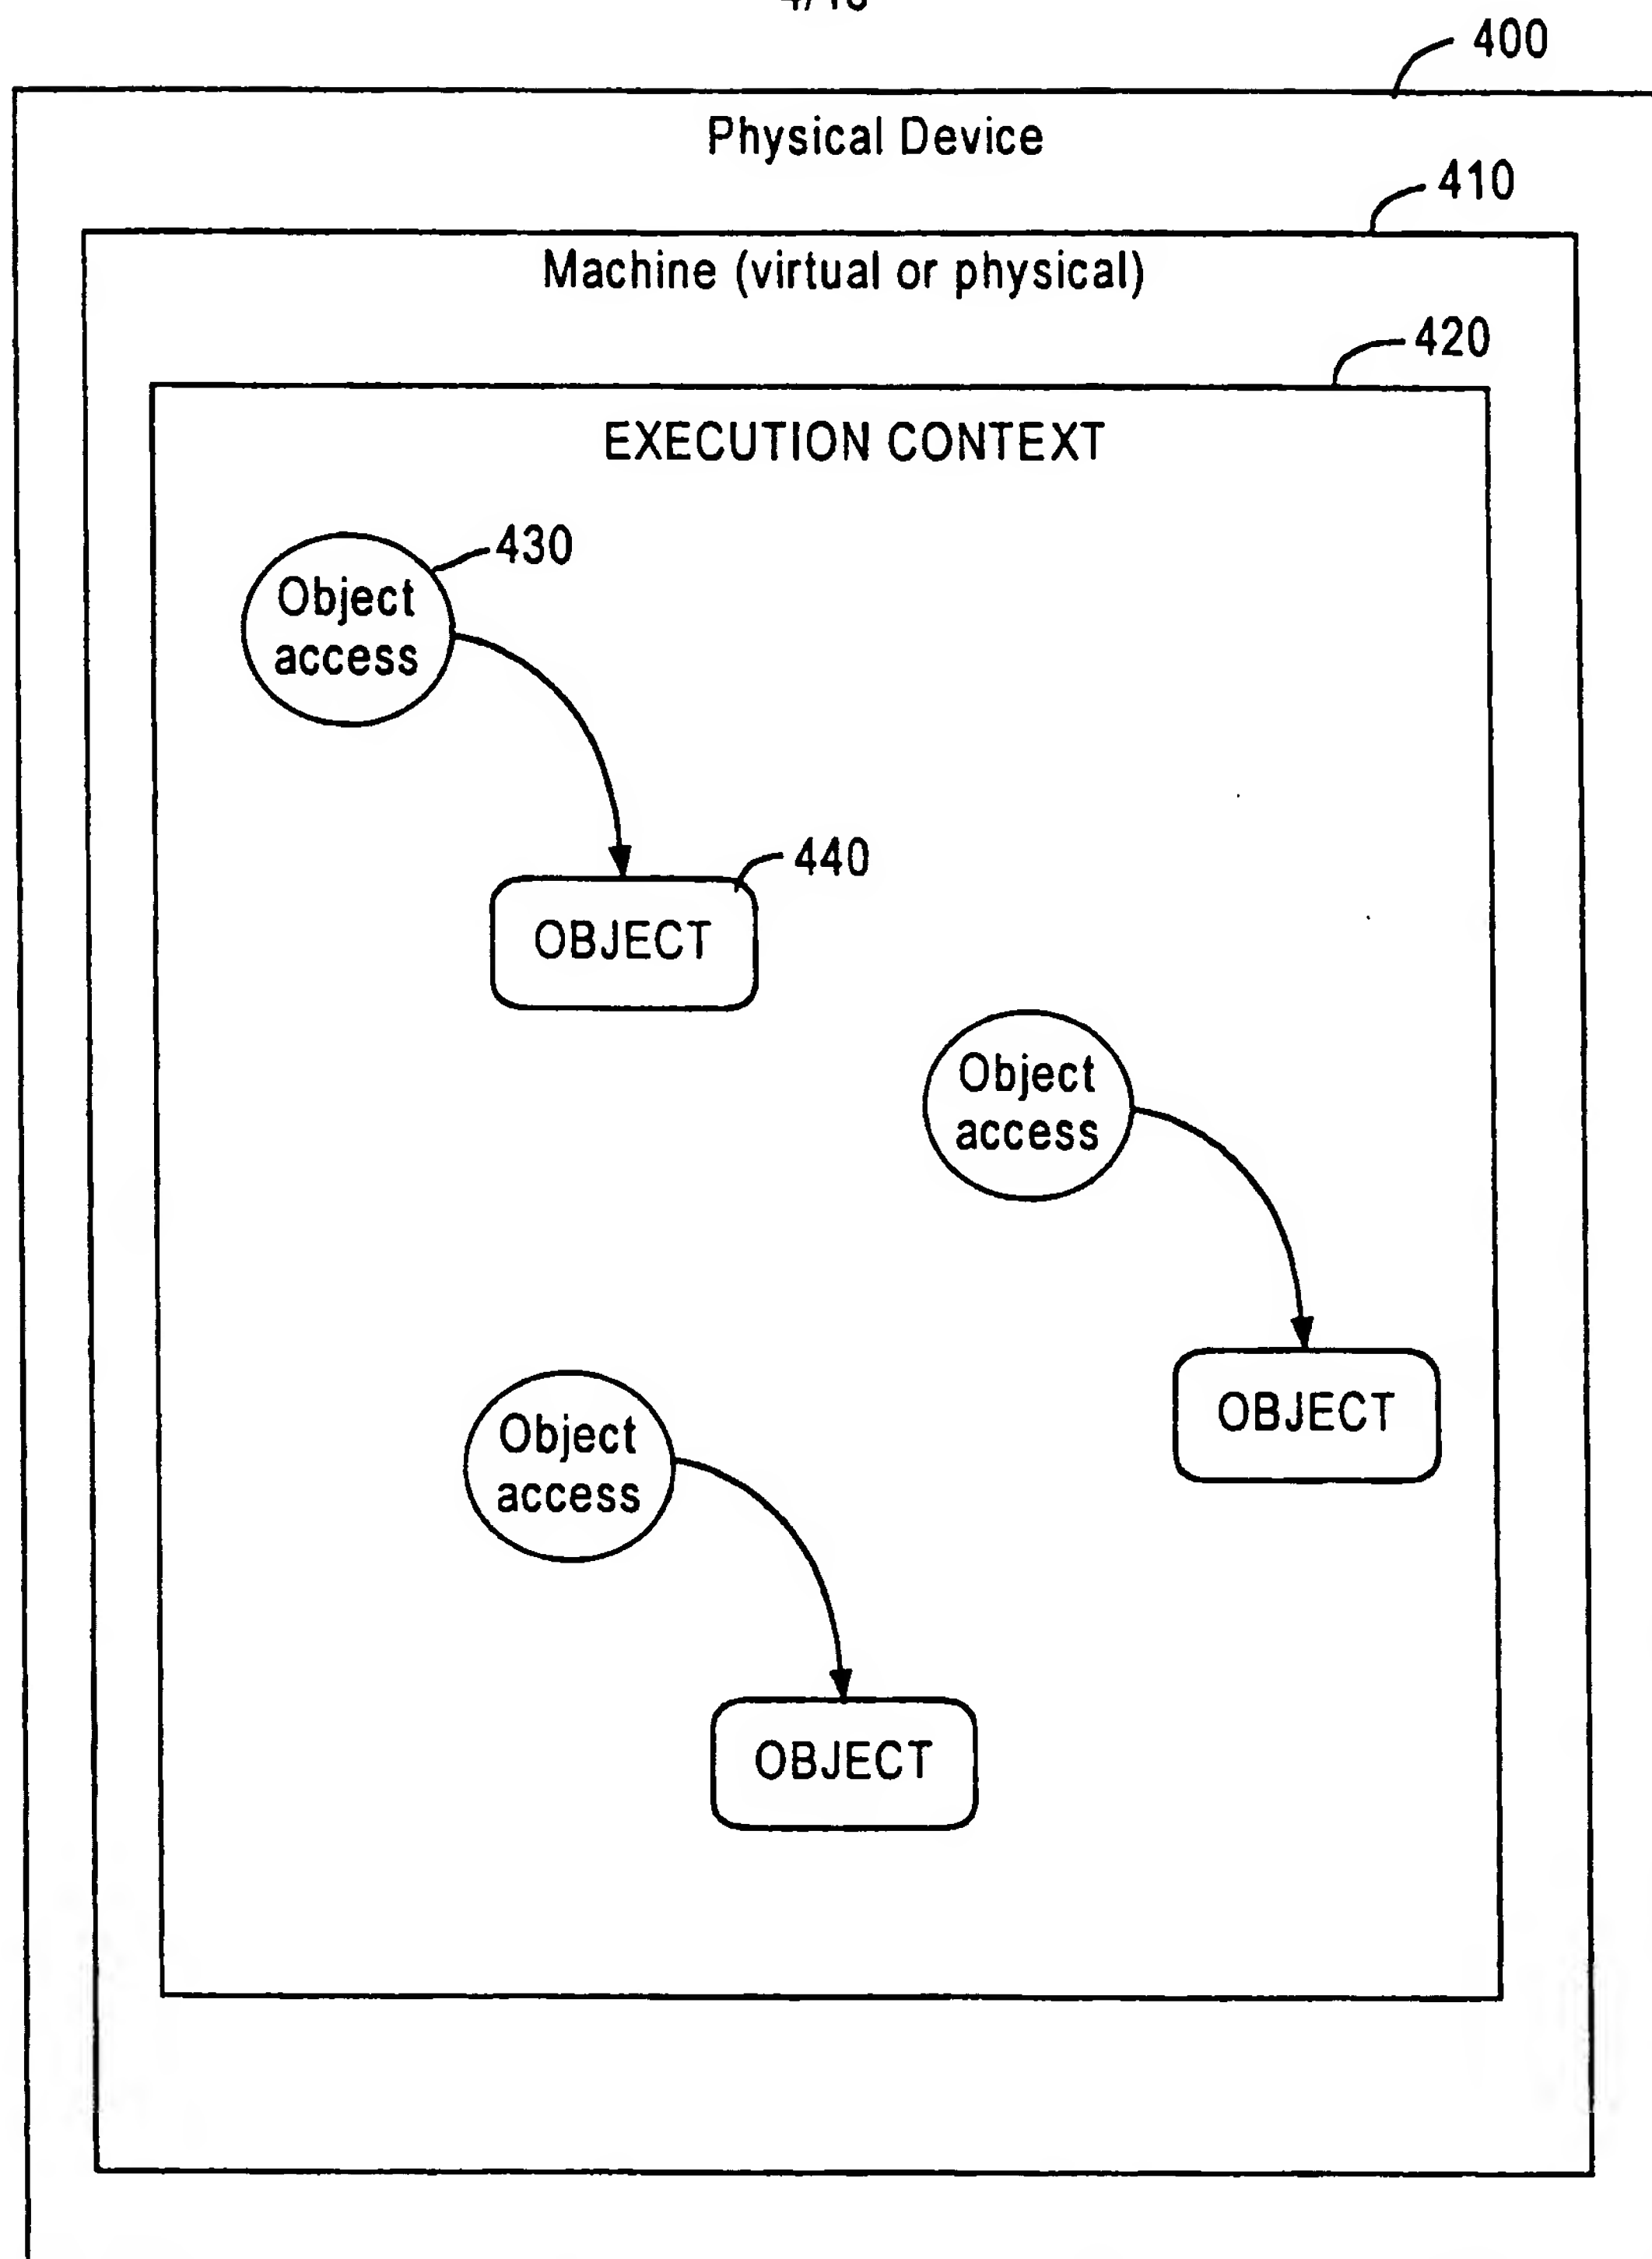 400
Physical Device
410
Machine (virtual or physical)
420
EXECUTION CONTEXT
430
Object
access
440
OBJECT
Object
access
OBJECT
Object
access
OBJECT